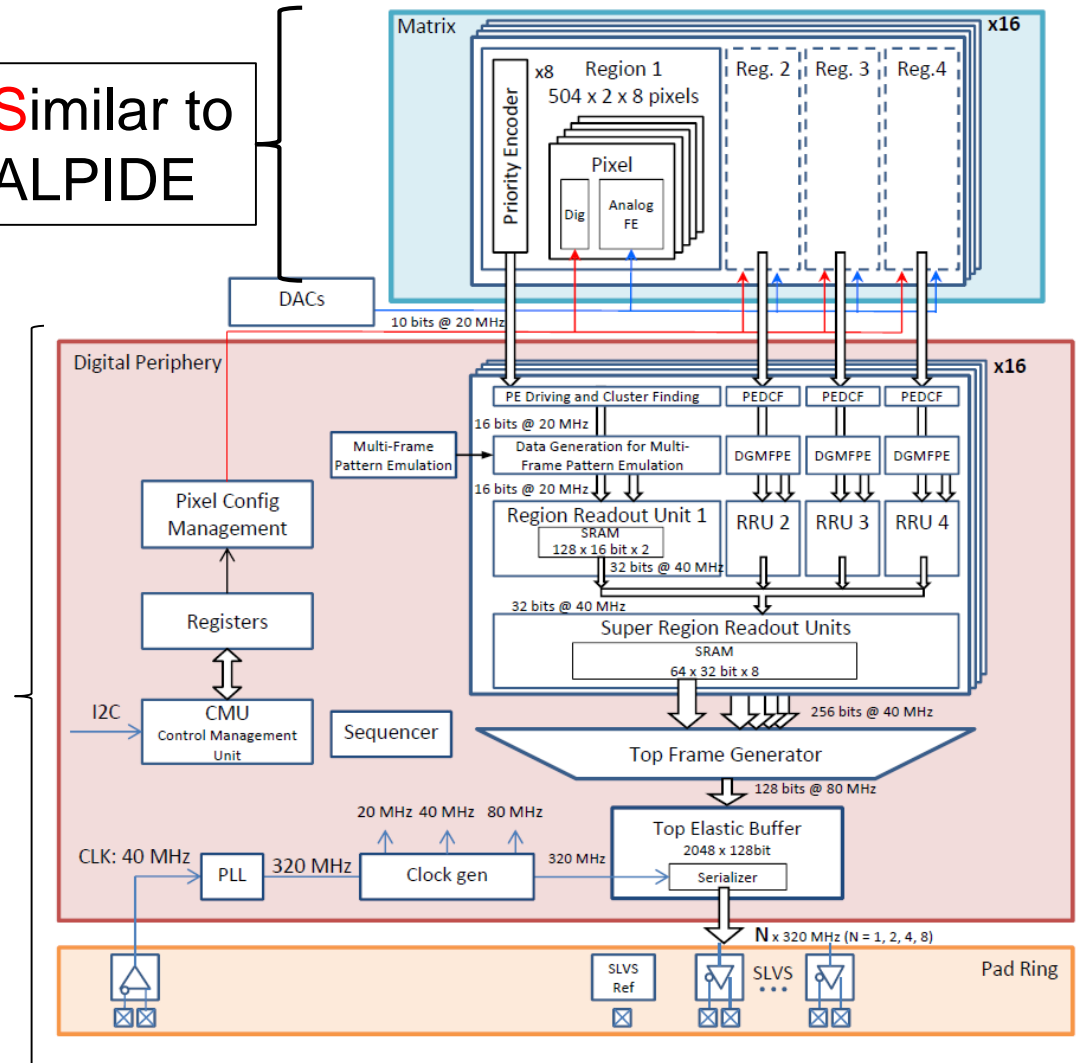 Similar to
ALPIDE
Matrix
x16
Priority Encoder
x8
Region 1
504 x 2 x 8 pixels
Pixel
Dig
Analog
FE
Reg. 2
Reg. 3
Reg.4
DACs
10 bits @ 20 MHz
Digital Periphery
x16
PE Driving and Cluster Finding
PEDCF
PEDCF
PEDCF
16 bits @ 20 MHz
Multi-Frame
Pattern Emulation
Data Generation for Multi-
Frame Pattern Emulation
DGMFPE
DGMFPE
DGMFPE
16 bits @ 20 MHz
Pixel Config
Management
Region Readout Unit 1
SRAM
128 x 16 bit x 2
RRU 2
RRU 3
RRU 4
32 bits @ 40 MHz
32 bits @ 40 MHz
Registers
Super Region Readout Units
SRAM
64 x 32 bit x 8
I2C
CMU
Control Management
Unit
Sequencer
256 bits @ 40 MHz
Top Frame Generator
128 bits @ 80 MHz
20 MHz
40 MHz
80 MHz
Top Elastic Buffer
2048 x 128bit
Serializer
CLK: 40 MHz
PLL
320 MHz
Clock gen
320 MHz
N x 320 MHz (N = 1, 2, 4, 8)
SLVS
Ref
SLVS
...
Pad Ring